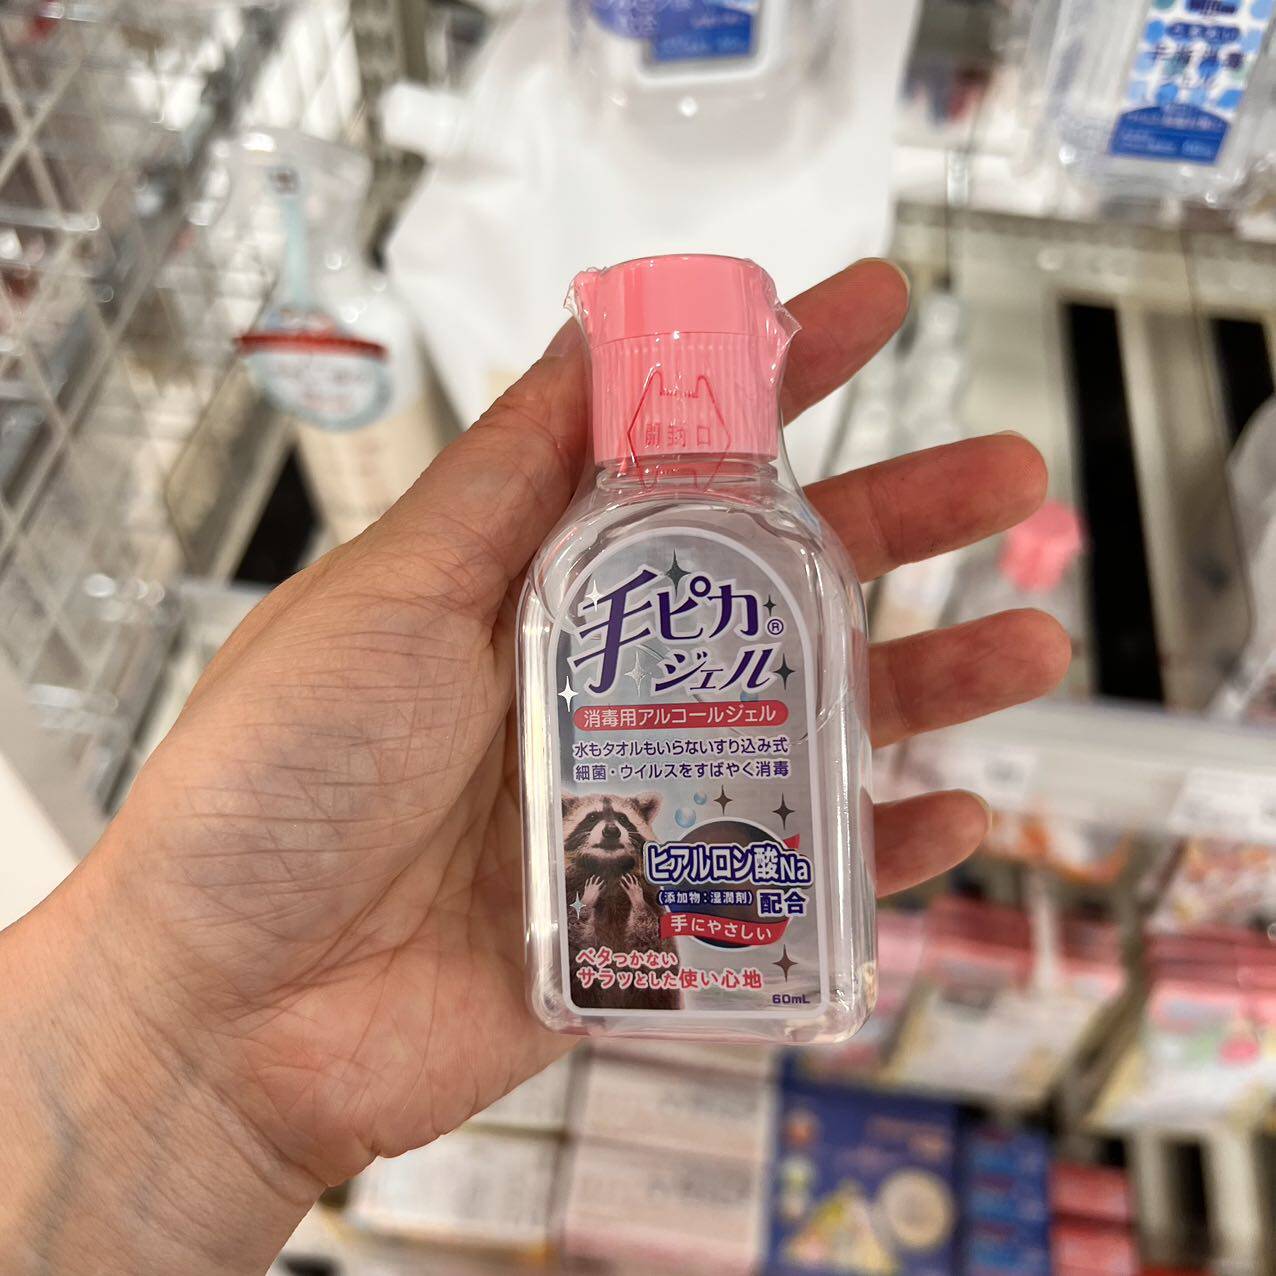 開封口
手ピカ®
ジェル
消毒用アルコールジェル
水もタオルもいらないすり込み式
細菌・ウイルスをすばやく消毒
ヒアルロン酸Na
(添加物:湿潤剤) 配合
手にやさしい
ベタつかない
サラッとした使い心地
60mL